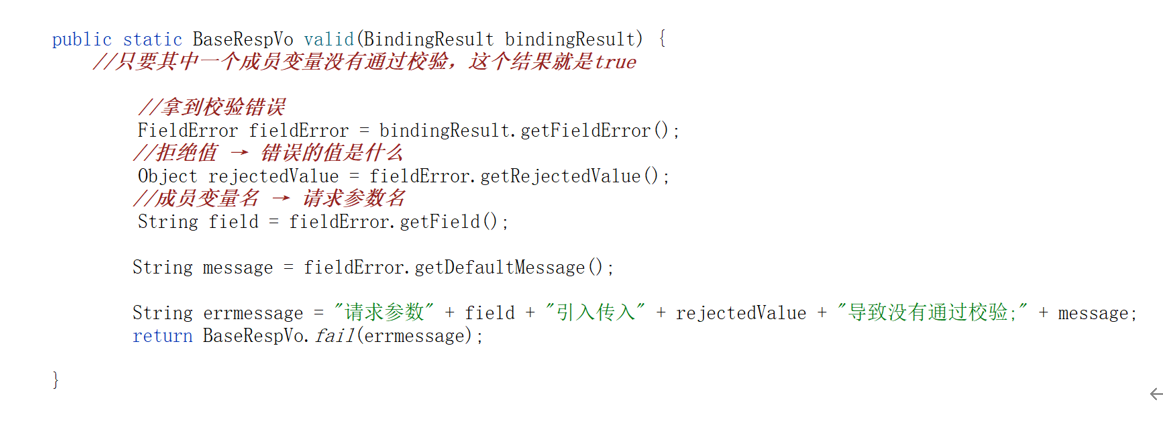 public static BaseRespVo valid(BindingResult bindingResult) {
//只要其中一个成员变量没有通过校验，这个结果就是true
//拿到校验错误
FieldError fieldError = bindingResult.getFieldError();
//拒绝值 → 错误的值是什么
Object rejectedValue = fieldError.getRejectedValue();
//成员变量名 → 请求参数名
String field = fieldError.getField();
String message = fieldError.getDefaultMessage();
String errmessage = "请求参数" + field + "引入传入" + rejectedValue + "导致没有通过校验;" + message;
return BaseRespVo.fail(errmessage);
}
←